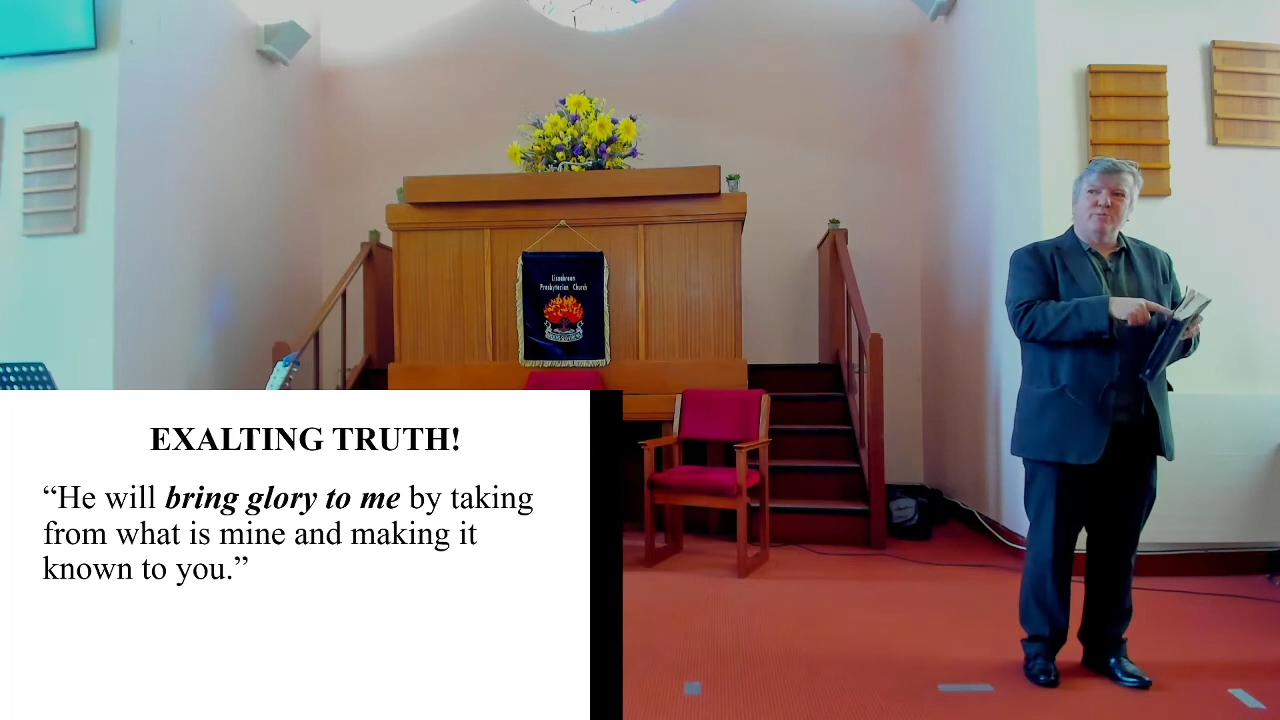 Lisnabreen
Presbyterian Church
EXALTING TRUTH!
“He will bring glory to me by taking
from what is mine and making it
known to you.”